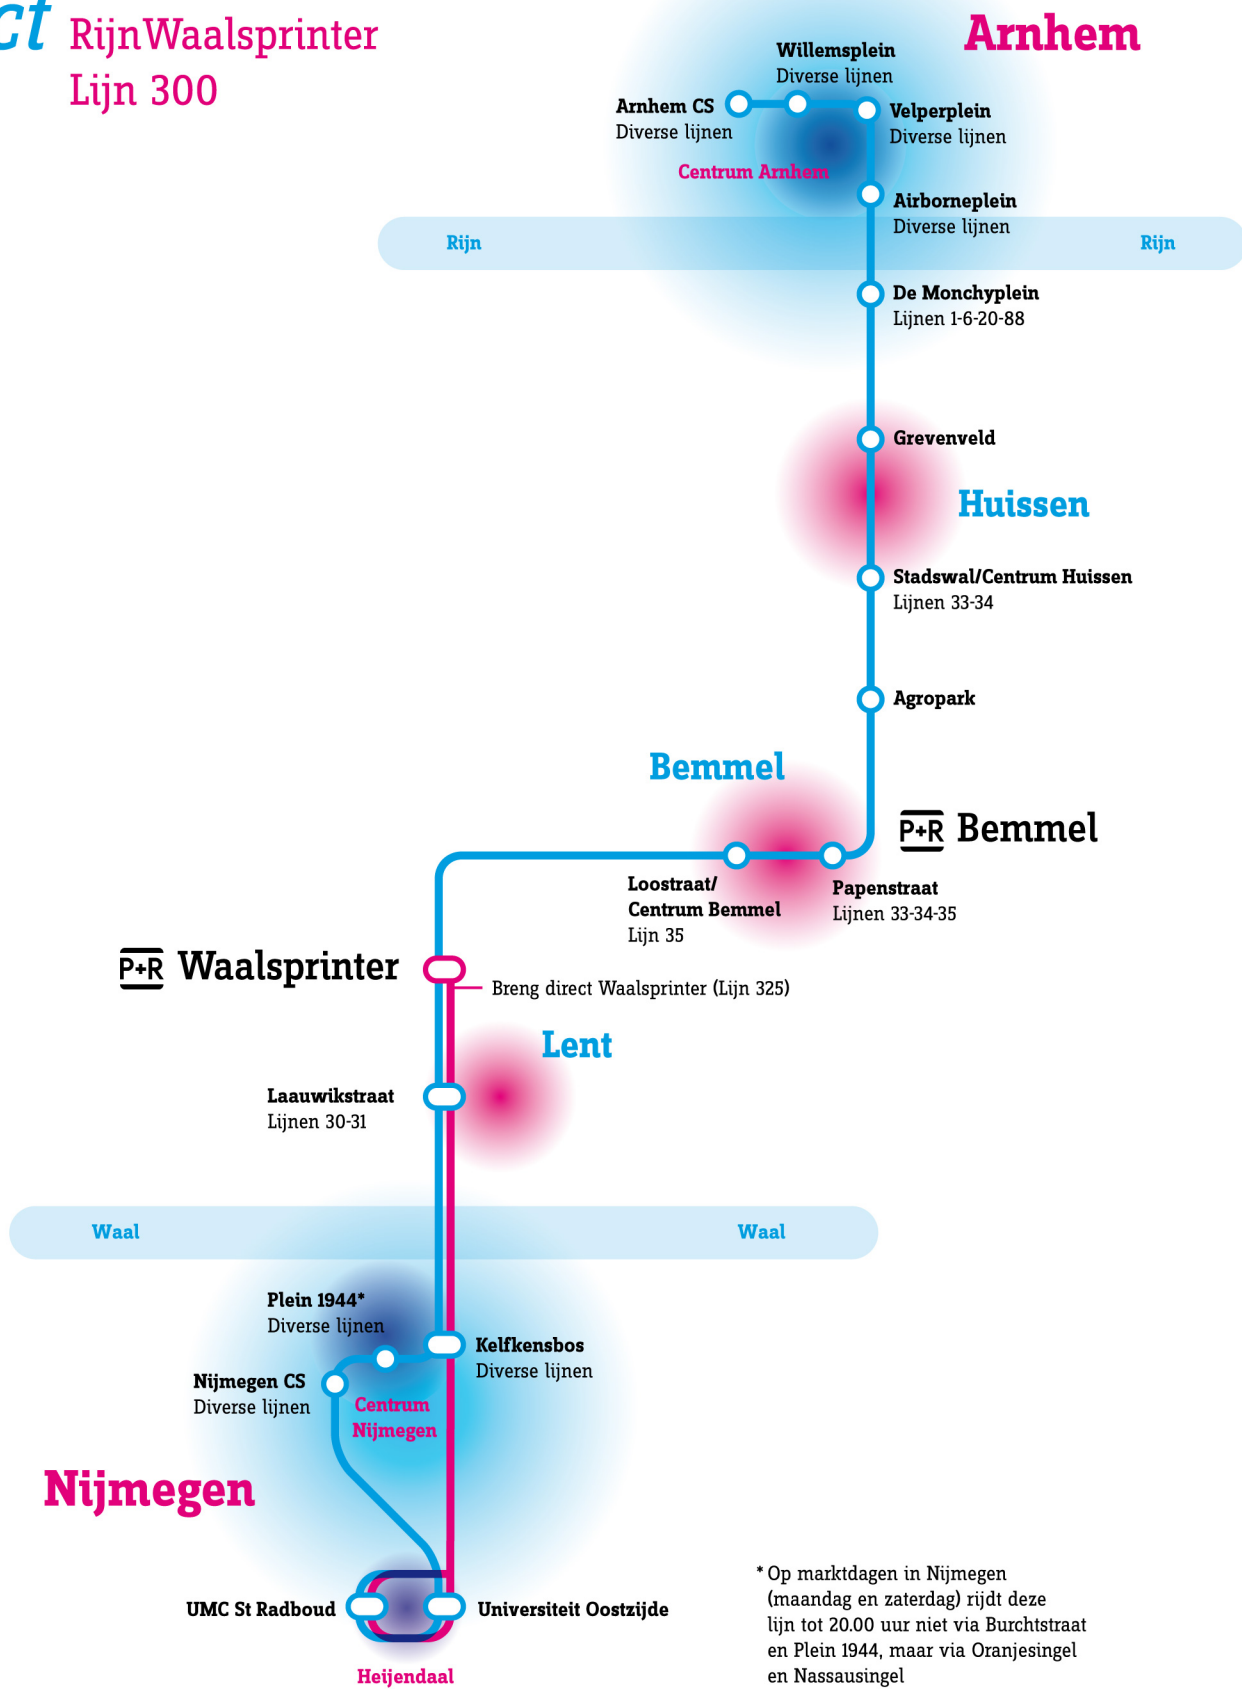 ct RijnWaalsprinter
Lijn 300
Arnhem
Willemsplein
Diverse lijnen
Arnhem CS
Diverse lijnen
Velperplein
Diverse lijnen
Centrum Arnhem
Airborneplein
Diverse lijnen
Rijn
Rijn
De Monchyplein
Lijnen 1-6-20-88
Grevenveld
Huissen
Stadswal/Centrum Huissen
Lijnen 33-34
Agropark
Bemmel
P+R Bemmel
Loostraat/
Centrum Bemmel
Lijn 35
Papenstraat
Lijnen 33-34-35
P+R Waalsprinter
Breng direct Waalsprinter (Lijn 325)
Lent
Laauwikstraat
Lijnen 30-31
Waal
Waal
Plein 1944*
Diverse lijnen
Kelfkensbos
Diverse lijnen
Nijmegen CS
Diverse lijnen
Centrum
Nijmegen
Nijmegen
UMC St Radboud
Universiteit Oostzijde
Heijendaal
* Op marktdagen in Nijmegen
(maandag en zaterdag) rijdt deze
lijn tot 20.00 uur niet via Burchtstraat
en Plein 1944, maar via Oranjesingel
en Nassausingel